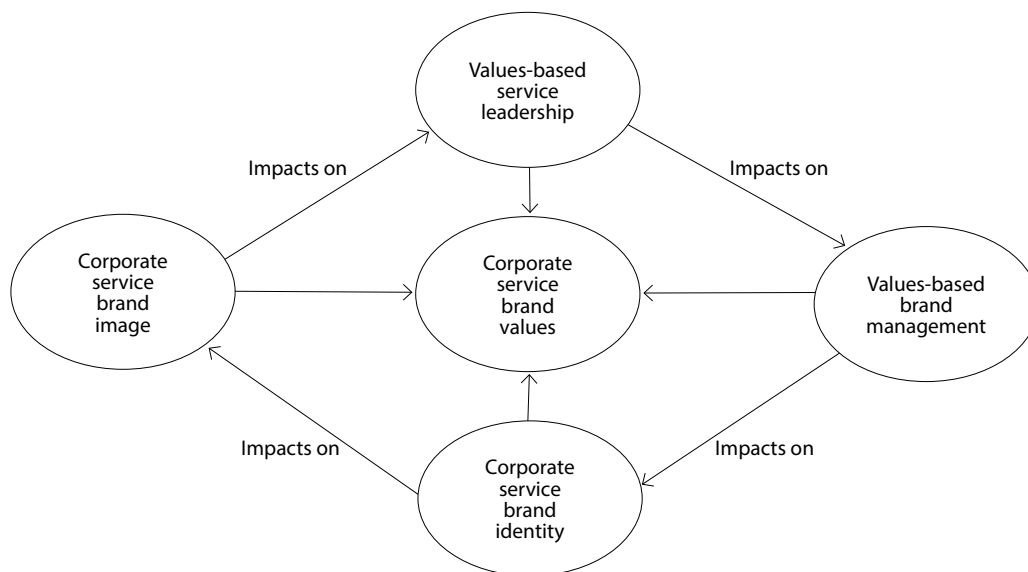 Values-based
service
leadership
Impacts on
Impacts on
Corporate
service
brand
image
Corporate
service
brand
values
Values-based
brand
management
Impacts on
Impacts on
Corporate
service
brand
identity